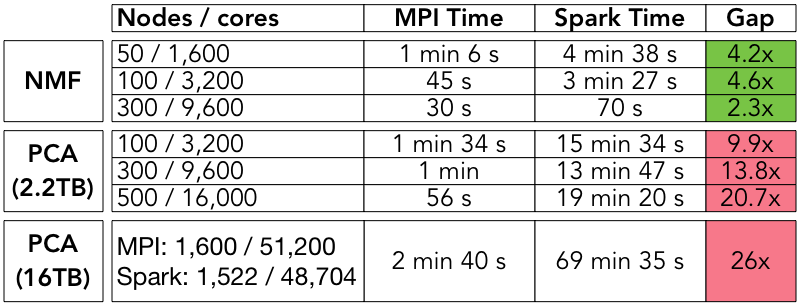 Nodes / cores MPI Time Spark Time Gap
NMF
50 / 1,600 1 min 6 s 4 min 38 s 4.2x
100 / 3,200 45 s 3 min 27 s 4.6x
300 / 9,600 30 s 70 s 2.3x
PCA
(2.2TB)
100 / 3,200 1 min 34 s 15 min 34 s 9.9x
300 / 9,600 1 min 13 min 47 s 13.8x
500 / 16,000 56 s 19 min 20 s 20.7x
PCA
(16TB)
MPI: 1,600 / 51,200
Spark: 1,522 / 48,704
2 min 40 s 69 min 35 s 26x